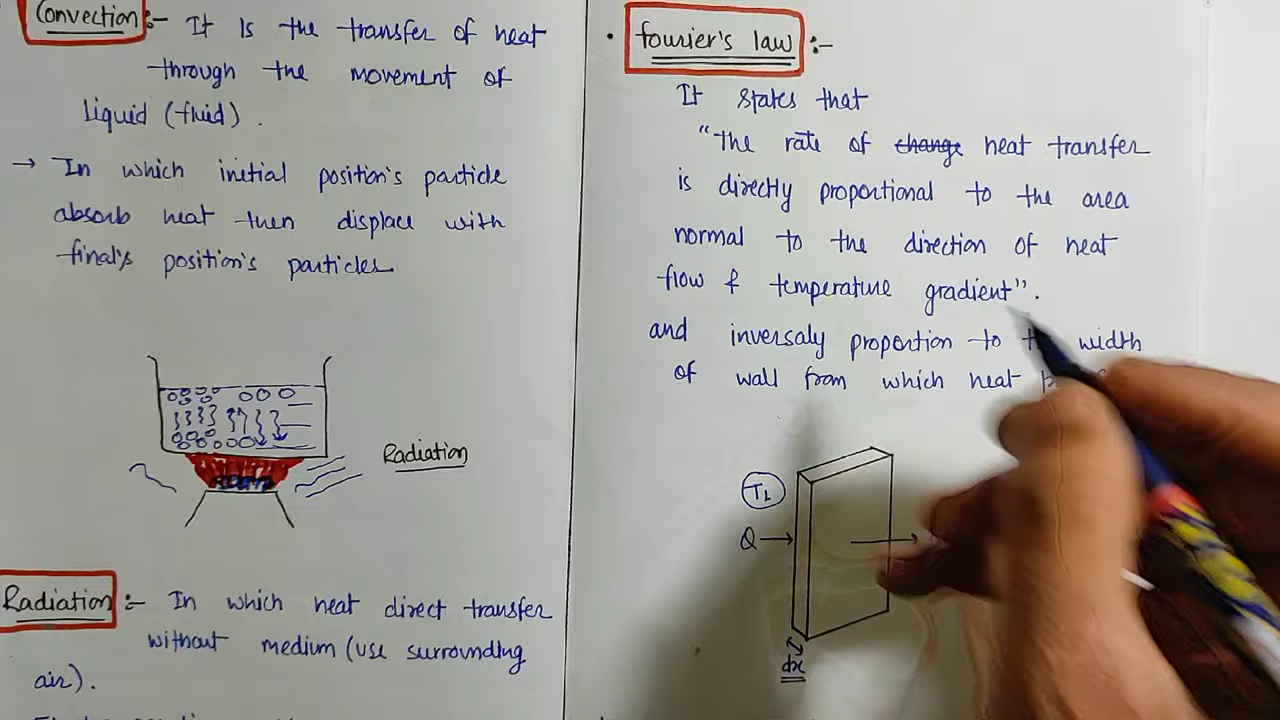 Convection :- It is the transfer of heat
through the movement of
liquid (fluid).
→ In which initial position's particle
absorb heat then displace with
final's position's particles
Radiation
Radiation :- In which heat direct transfer
without medium (use surrounding
air).
• Fourier's law :-
It states that
"The rate of change heat transfer
is directly proportional to the area
normal to the direction of heat
flow & temperature gradient".
and inversaly proportion to width
of wall from which heat
T1
Q →
dx